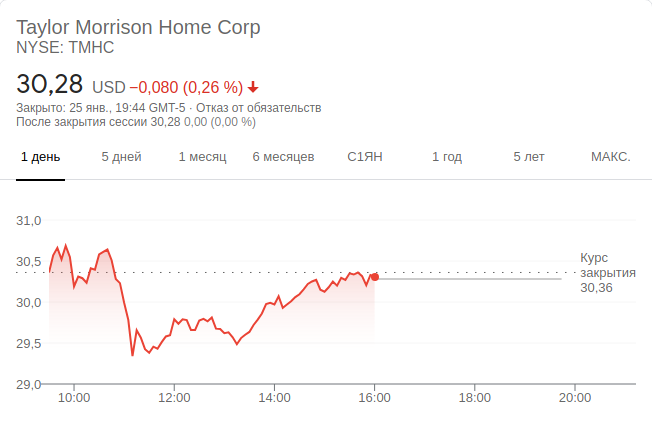 Taylor Morrison Home Corp
NYSE: TMHC
30,28 USD −0,080 (0,26 %)
Закрыто: 25 янв., 19:44 GMT-5 · Отказ от обязательств
После закрытия сессии 30,28 0,00 (0,00 %)
1 день 5 дней 1 месяц 6 месяцев С1ЯН 1 год 5 лет МАКС.
31,0
30,5
30,0
29,5
29,0
Курс
закрытия
30,36
10:00 12:00 14:00 16:00 18:00 20:00